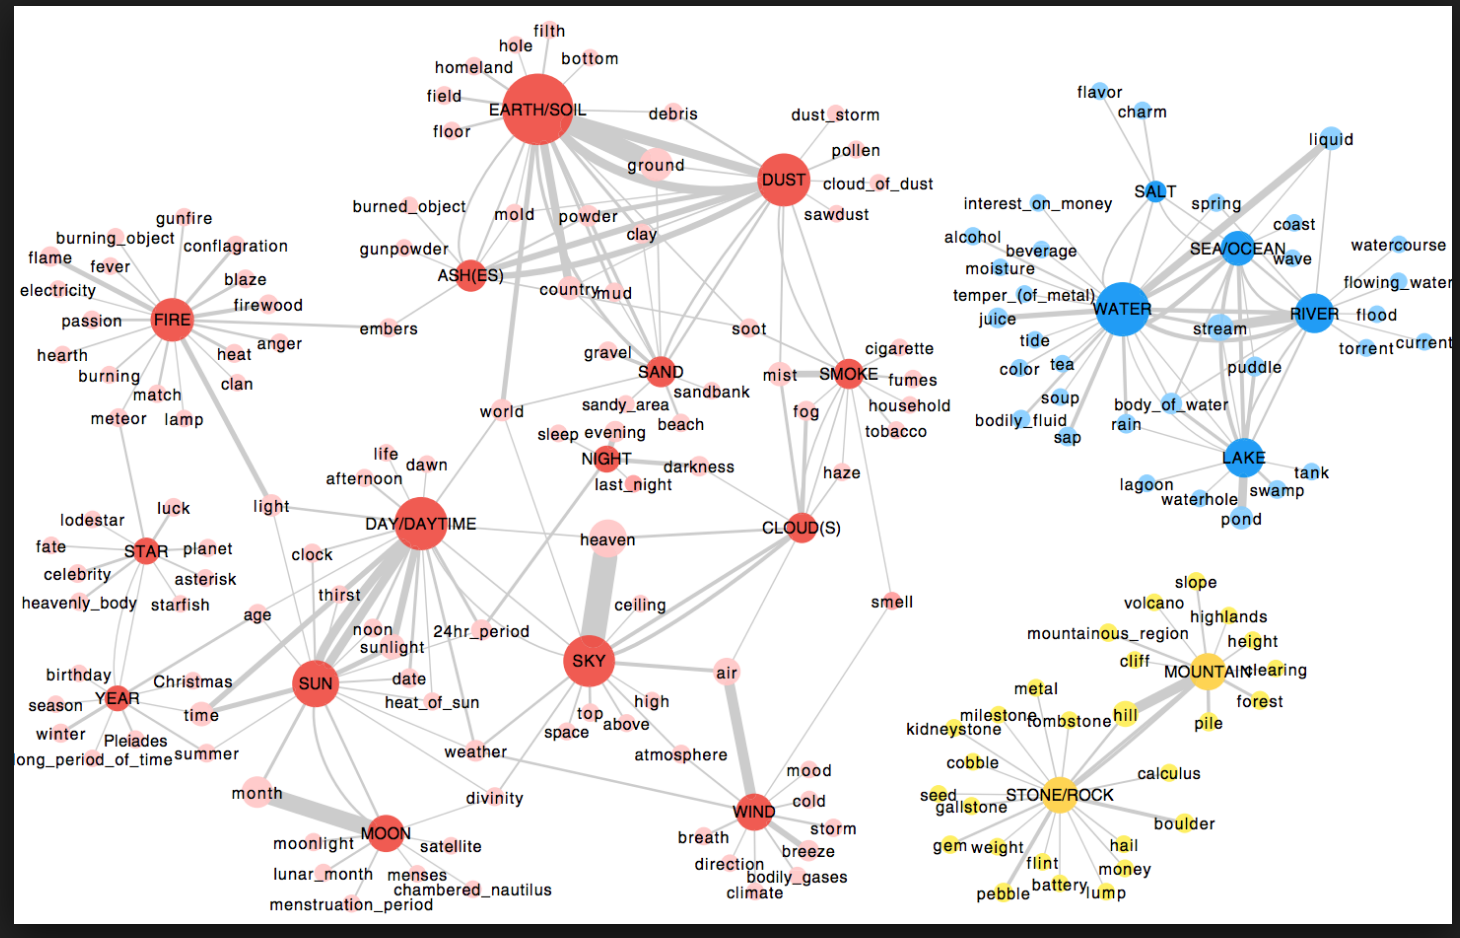 filth
hole
bottom
homeland
field
EARTH/SOIL
debris
floor
ground
dust_storm
pollen
DUST
cloud_of_dust
sawdust
burned_object
mold
powder
clay
gunpowder
ASH(ES)
country
mud
embers
soot
gunfire
burning_object
conflagration
flame
fever
blaze
electricity
firewood
passion
FIRE
anger
hearth
heat
burning
clan
match
meteor
lamp
gravel
SAND
sandbank
sandy_area
beach
world
mist
SMOKE
cigarette
fumes
household
fog
tobacco
haze
sleep
evening
NIGHT
darkness
last_night
life
dawn
afternoon
light
DAY/DAYTIME
CLOUD(S)
heaven
clock
luck
lodestar
fate
STAR
planet
celebrity
asterisk
heavenly_body
starfish
thirst
age
noon
sunlight
24hr_period
ceiling
smell
SKY
air
birthday
YEAR
Christmas
SUN
date
heat_of_sun
season
time
winter
Pleiades
long_period_of_time
summer
high
top
above
space
weather
atmosphere
month
divinity
MOON
moonlight
satellite
lunar_month
menses
chambered_nautilus
menstruation_period
mood
cold
WIND
storm
breath
breeze
direction
bodily_gases
climate
flavor
charm
liquid
SALT
interest_on_money
spring
coast
alcohol
beverage
SEA/OCEAN
wave
watercourse
moisture
temper_(of_metal)
WATER
flowing_water
juice
RIVER
flood
stream
tide
torrent
current
color
tea
puddle
soup
body_of_water
bodily_fluid
rain
sap
LAKE
lagoon
tank
waterhole
swamp
pond
slope
volcano
highlands
mountainous_region
height
cliff
MOUNTAIN
clearing
metal
forest
milestone
tombstone
hill
pile
kidneystone
cobble
calculus
seed
STONE/ROCK
gallstone
boulder
gem
weight
hail
flint
money
pebble
battery
lump